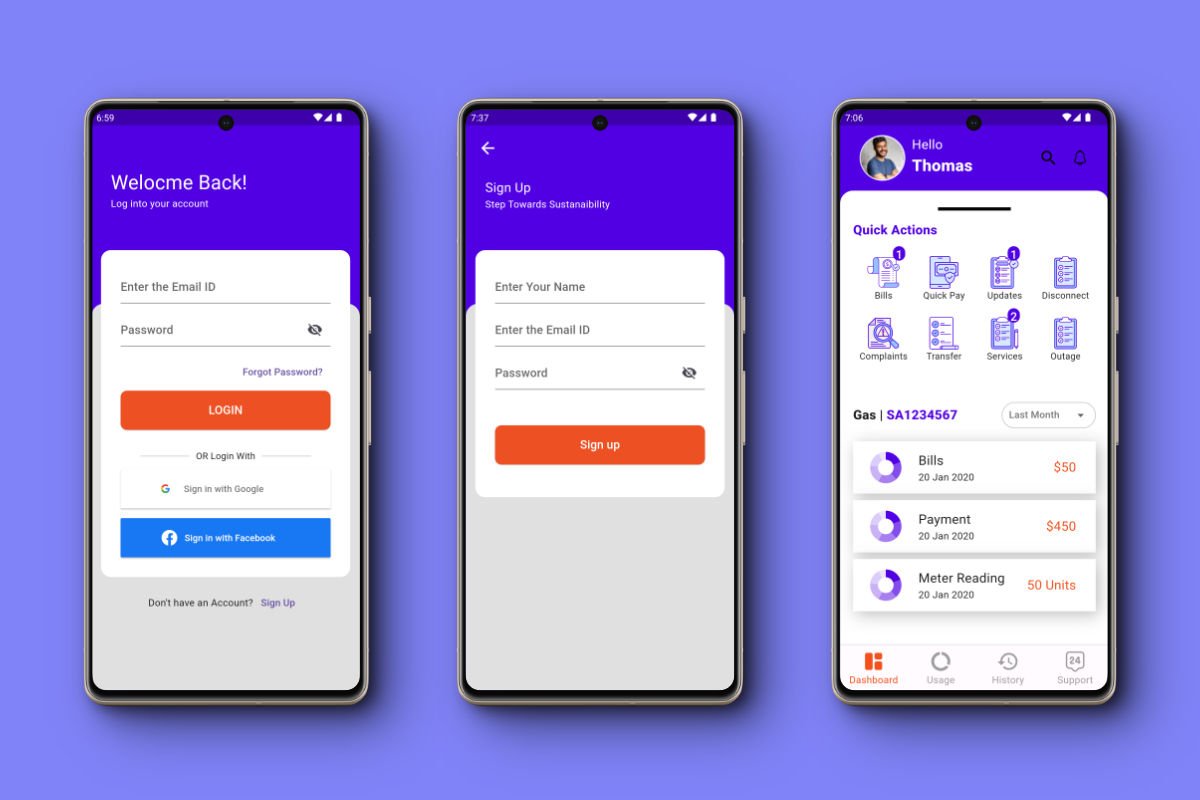 6:59
Welocme Back!
Log into your account
Enter the Email ID
Password
Forgot Password?
LOGIN
OR Login With
Sign in with Google
Sign in with Facebook
Don't have an Account? Sign Up
7:37
Sign Up
Step Towards Sustanaibility
Enter Your Name
Enter the Email ID
Password
Sign up
7:06
Hello
Thomas
Quick Actions
1 1
Bills Quick Pay Updates Disconnect
2
Complaints Transfer Services Outage
Gas | SA1234567 Last Month
Bills
20 Jan 2020
$50
Payment
20 Jan 2020
$450
Meter Reading
20 Jan 2020
50 Units
24
Dashboard Usage History Support